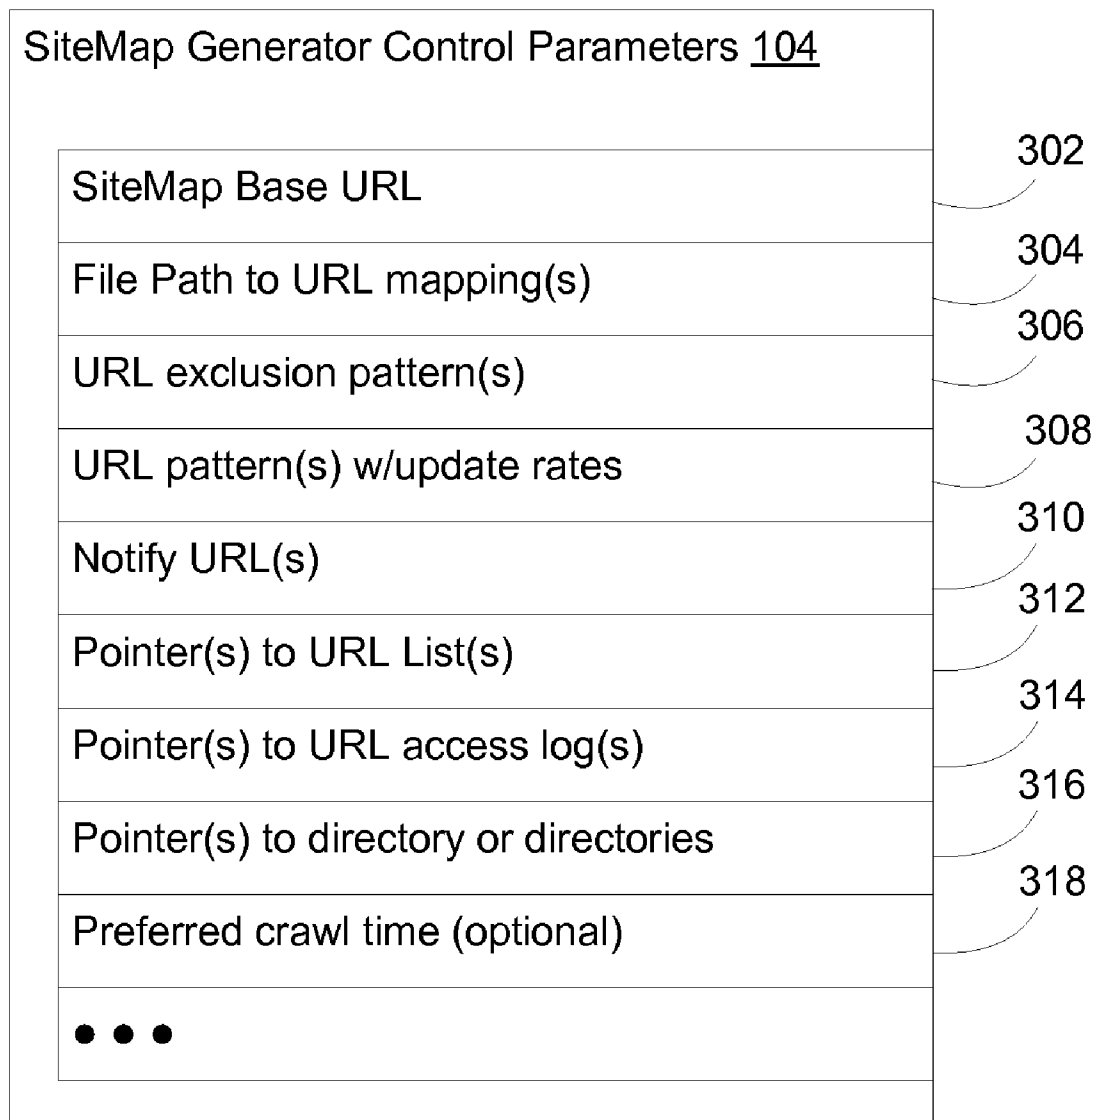 SiteMap Generator Control Parameters 104
302
SiteMap Base URL
304
File Path to URL mapping(s)
306
URL exclusion pattern(s)
308
URL pattern(s) w/update rates
310
Notify URL(s)
312
Pointer(s) to URL List(s)
314
Pointer(s) to URL access log(s)
316
Pointer(s) to directory or directories
318
Preferred crawl time (optional)
● ● ●